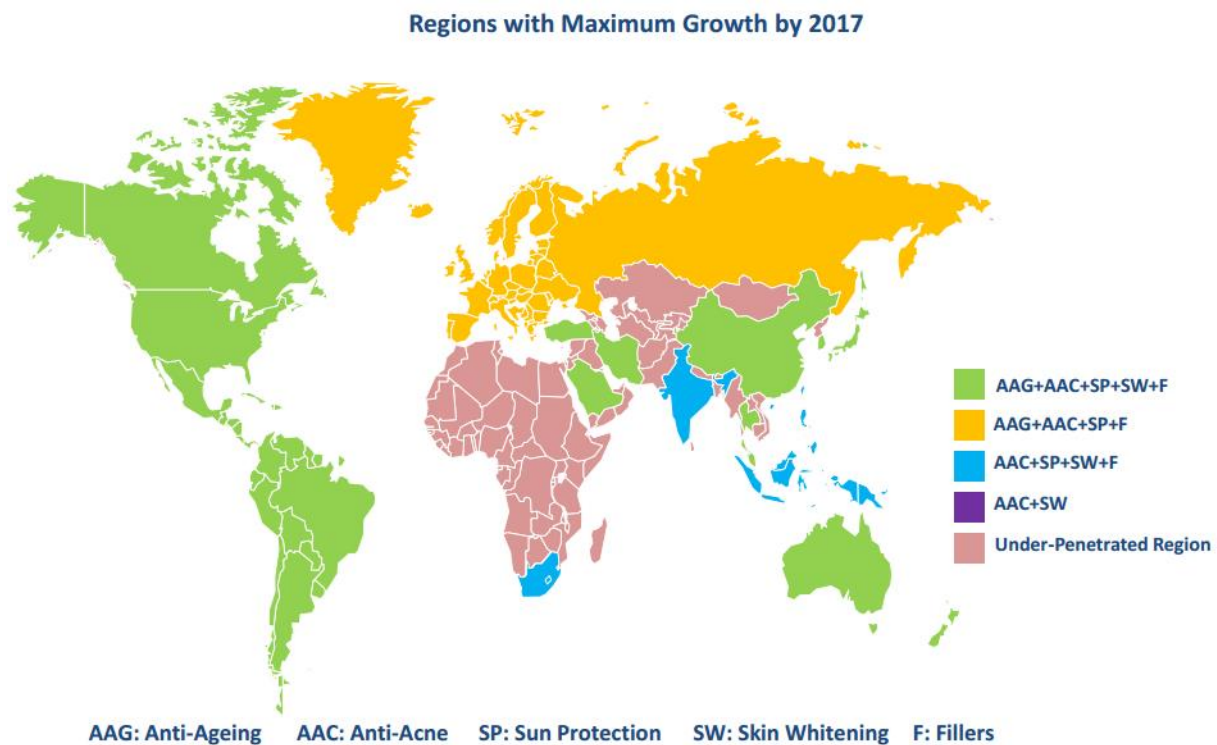 Regions with Maximum Growth by 2017
AAG+AAC+SP+SW+F
AAG+AAC+SP+F
AAC+SP+SW+F
AAC+SW
Under-Penetrated Region
AAG: Anti-Ageing AAC: Anti-Acne SP: Sun Protection SW: Skin Whitening F: Fillers